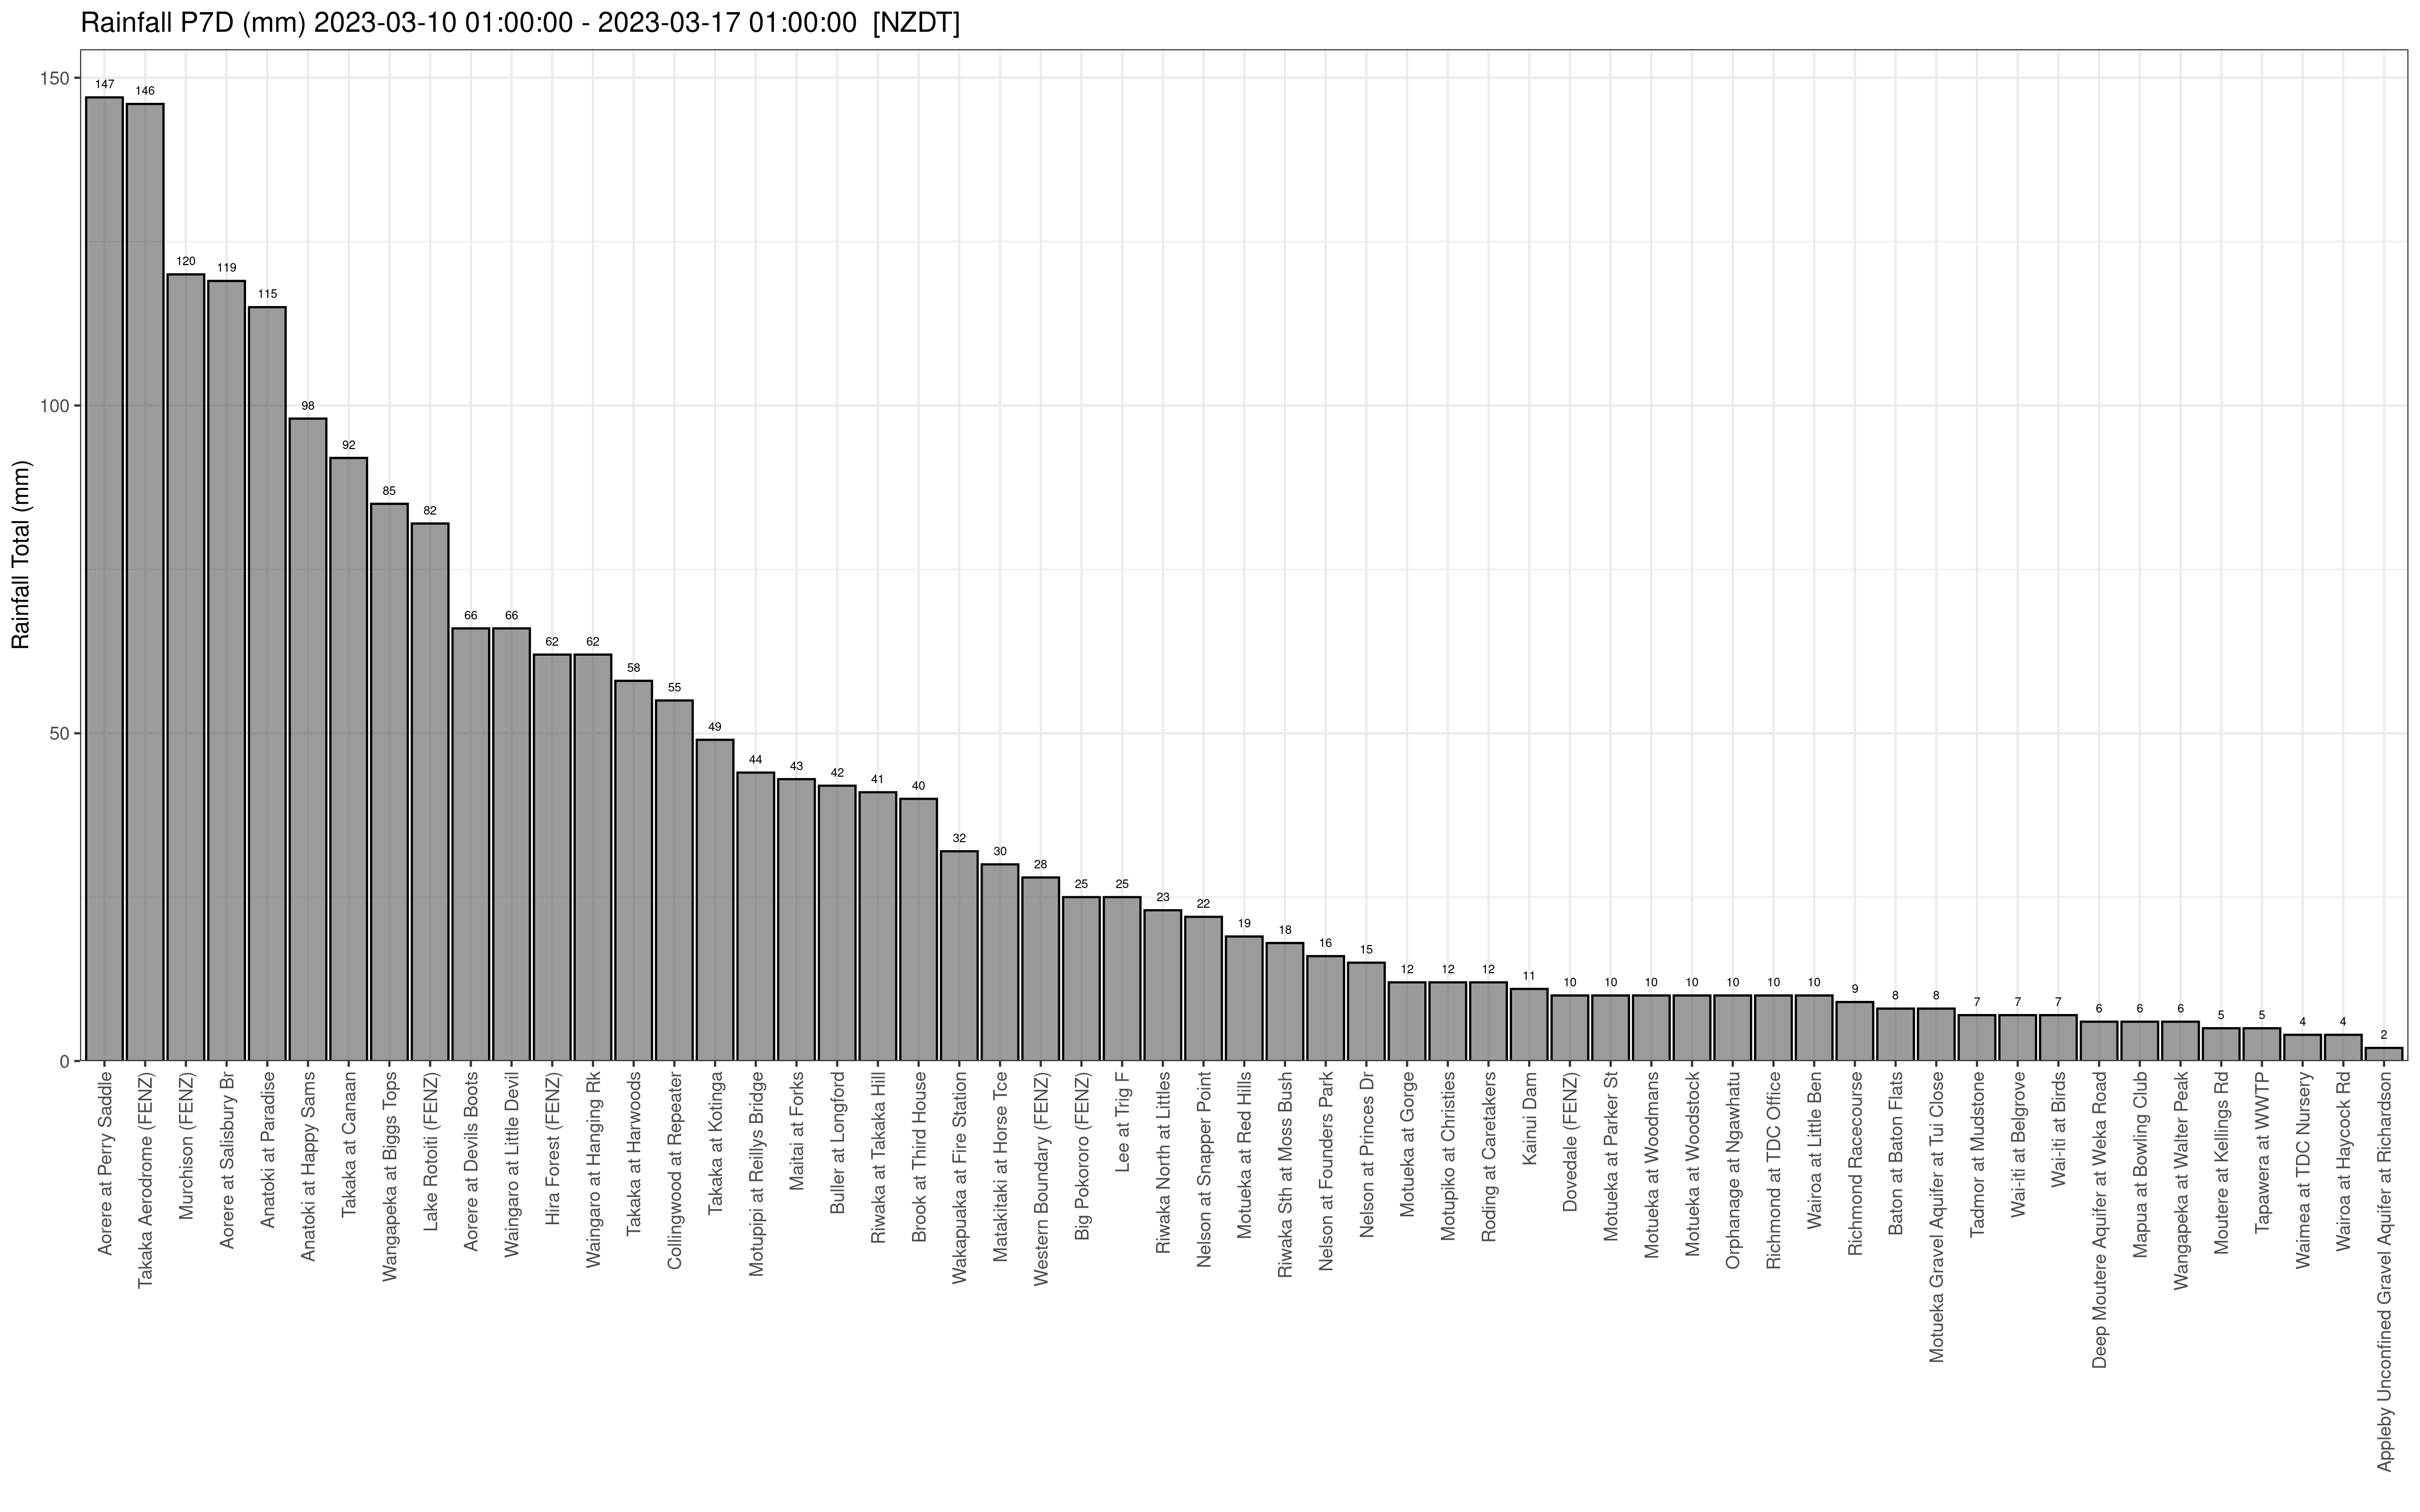 Rainfall P7D (mm) 2023-03-10 01:00:00 - 2023-03-17 01:00:00 [NZDT]
Rainfall Total (mm)
150
100
50
0
147
146
120
119
115
98
92
85
82
66
66
62
62
58
55
49
44
43
42
41
40
32
30
28
25
25
23
22
19
18
16
15
12
12
12
11
10
10
10
10
10
10
10
9
8
8
7
7
7
6
6
6
5
5
4
4
2
Aorere at Perry Saddle
Takaka Aerodrome (FENZ)
Murchison (FENZ)
Aorere at Salisbury Br
Anatoki at Paradise
Anatoki at Happy Sams
Takaka at Canaan
Wangapeka at Biggs Tops
Lake Rotoiti (FENZ)
Aorere at Devils Boots
Waingaro at Little Devil
Hira Forest (FENZ)
Waingaro at Hanging Rk
Takaka at Harwoods
Collingwood at Repeater
Takaka at Kotinga
Motupipi at Reillys Bridge
Maitai at Forks
Buller at Longford
Riwaka at Takaka Hill
Brook at Third House
Wakapuaka at Fire Station
Matakitaki at Horse Tce
Western Boundary (FENZ)
Big Pokororo (FENZ)
Lee at Trig F
Riwaka North at Littles
Nelson at Snapper Point
Motueka at Red Hills
Riwaka Sth at Moss Bush
Nelson at Founders Park
Nelson at Princes Dr
Motueka at Gorge
Motupiko at Christies
Roding at Caretakers
Kainui Dam
Dovedale (FENZ)
Motueka at Parker St
Motueka at Woodmans
Motueka at Woodstock
Orphanage at Ngawhatu
Richmond at TDC Office
Wairoa at Little Ben
Richmond Racecourse
Baton at Baton Flats
Motueka Gravel Aquifer at Tui Close
Tadmor at Mudstone
Wai-iti at Belgrove
Wai-iti at Birds
Deep Moutere Aquifer at Weka Road
Mapua at Bowling Club
Wangapeka at Walter Peak
Moutere at Kellings Rd
Tapawera at WWTP
Waimea at TDC Nursery
Wairoa at Haycock Rd
Appleby Unconfined Gravel Aquifer at Richardson